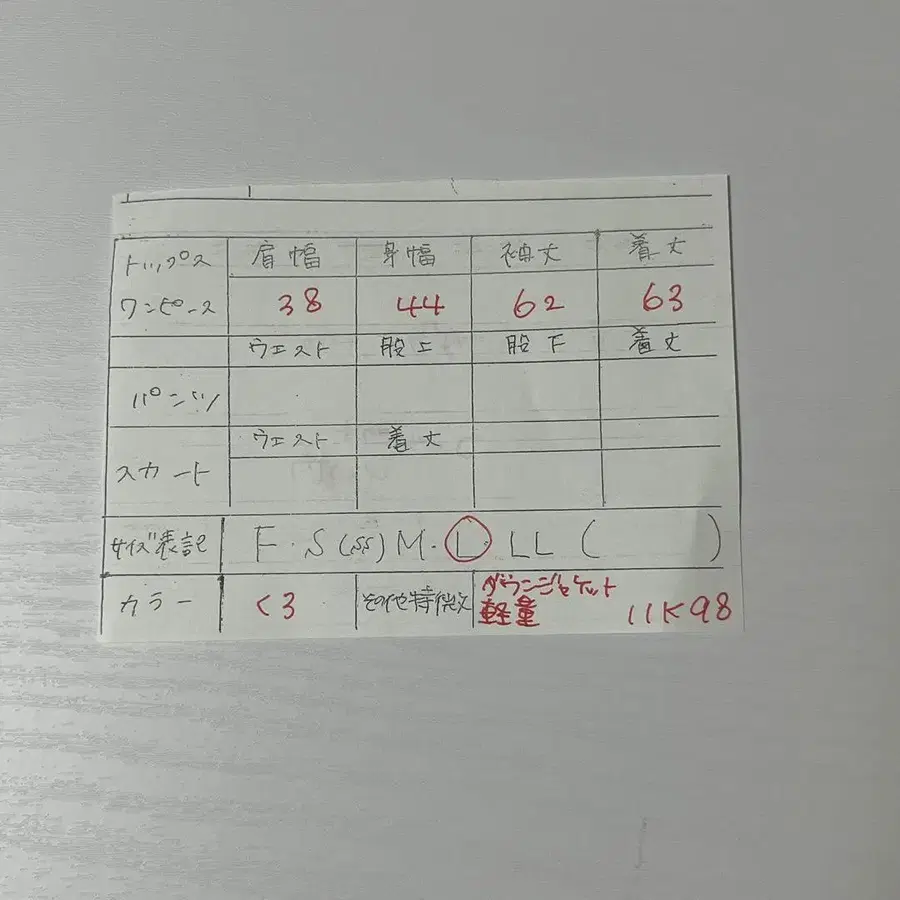 トップス 肩幅 身幅 袖丈 着丈
ワンピース 38 44 62 63
ウエスト 股上 股下 着丈
パンツ
ウエスト 着丈
スカート
サイズ表記 F・S(SS)M・L・LL( )
カラー くろ その他特徴 ダウンジャケット
軽量 11K98